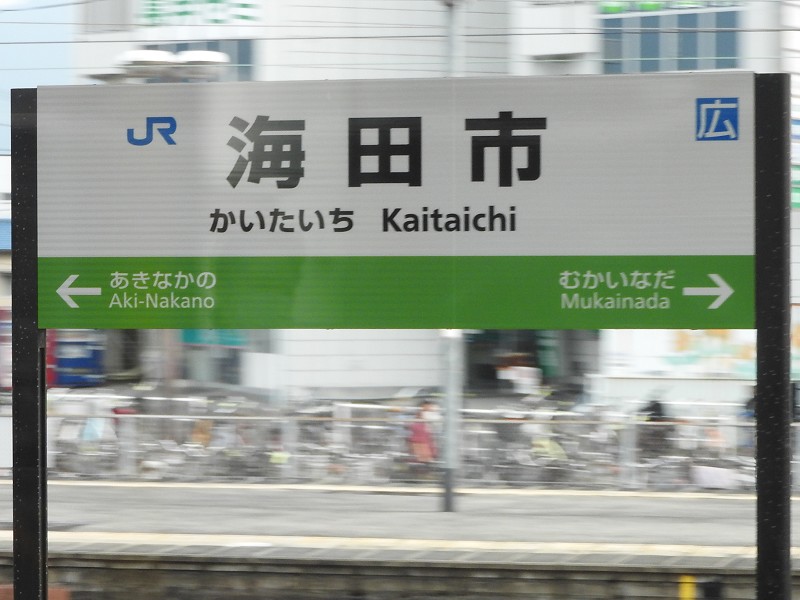 JR 海田市 広
かいたいち Kaitaichi
← あきなかの むかいなだ →
Aki-Nakano Mukainada